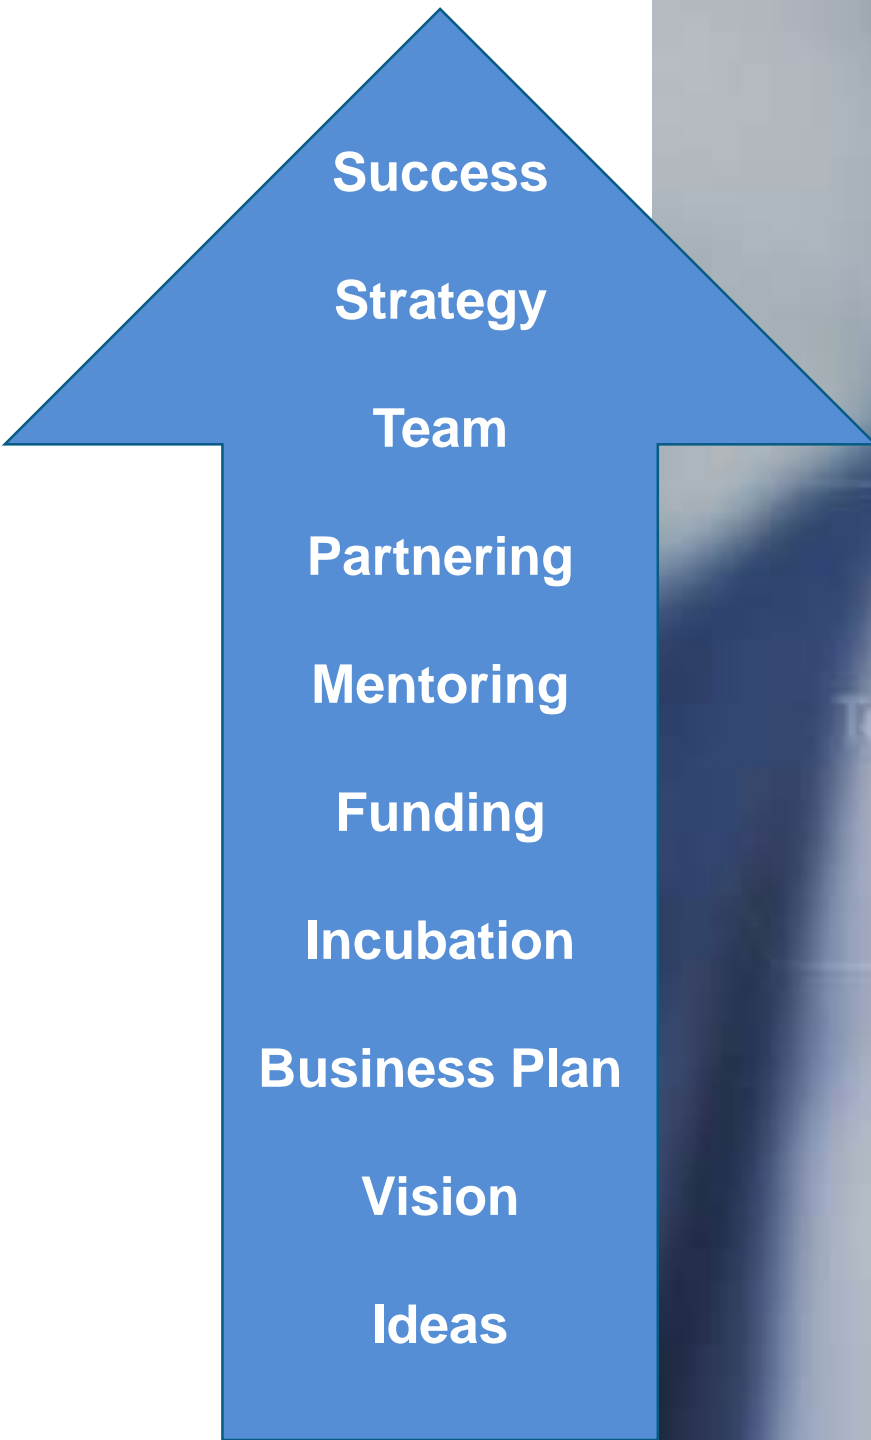 Success
Strategy
Team
Partnering
Mentoring
Funding
Incubation
Business Plan
Vision
Ideas